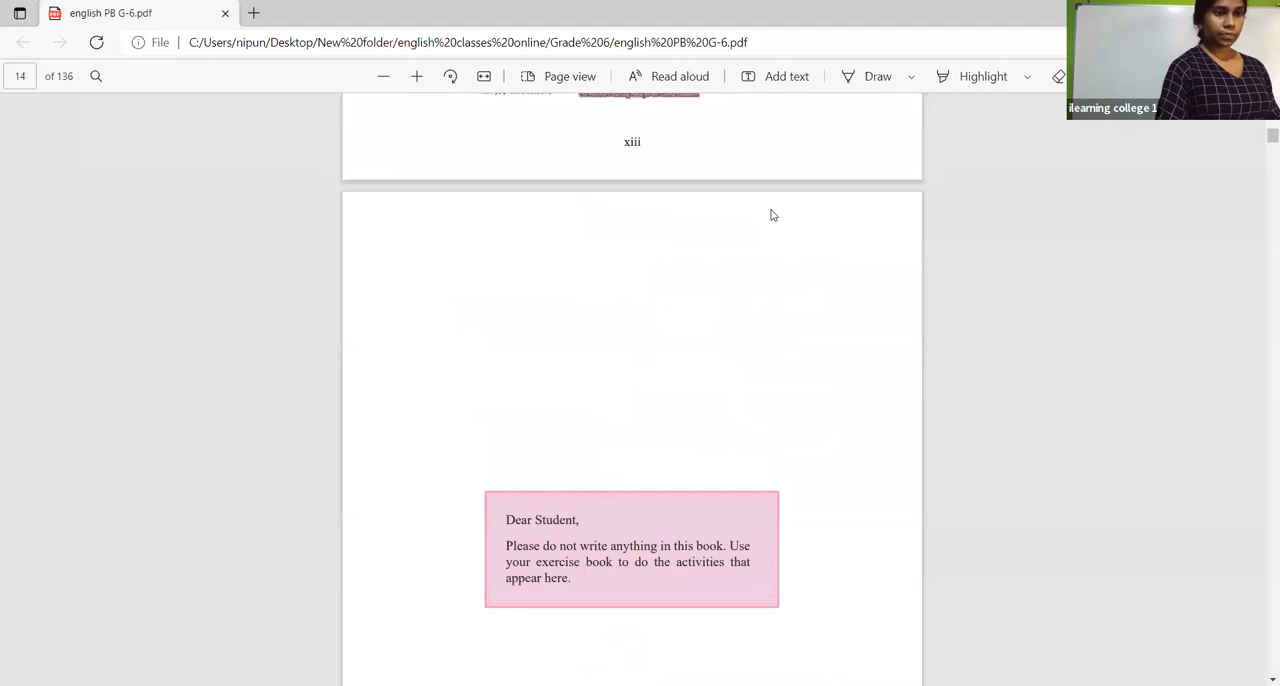 english PB G-6.pdf
File
C:/Users/nipun/Desktop/New%20folder/english%20classes%20online/Grade%206/english%20PB%20G-6.pdf
14 of 136
Page view
Read aloud
Add text
Draw
Highlight
ilearning college 1
xiii
Dear Student,
Please do not write anything in this book. Use
your exercise book to do the activities that
appear here.